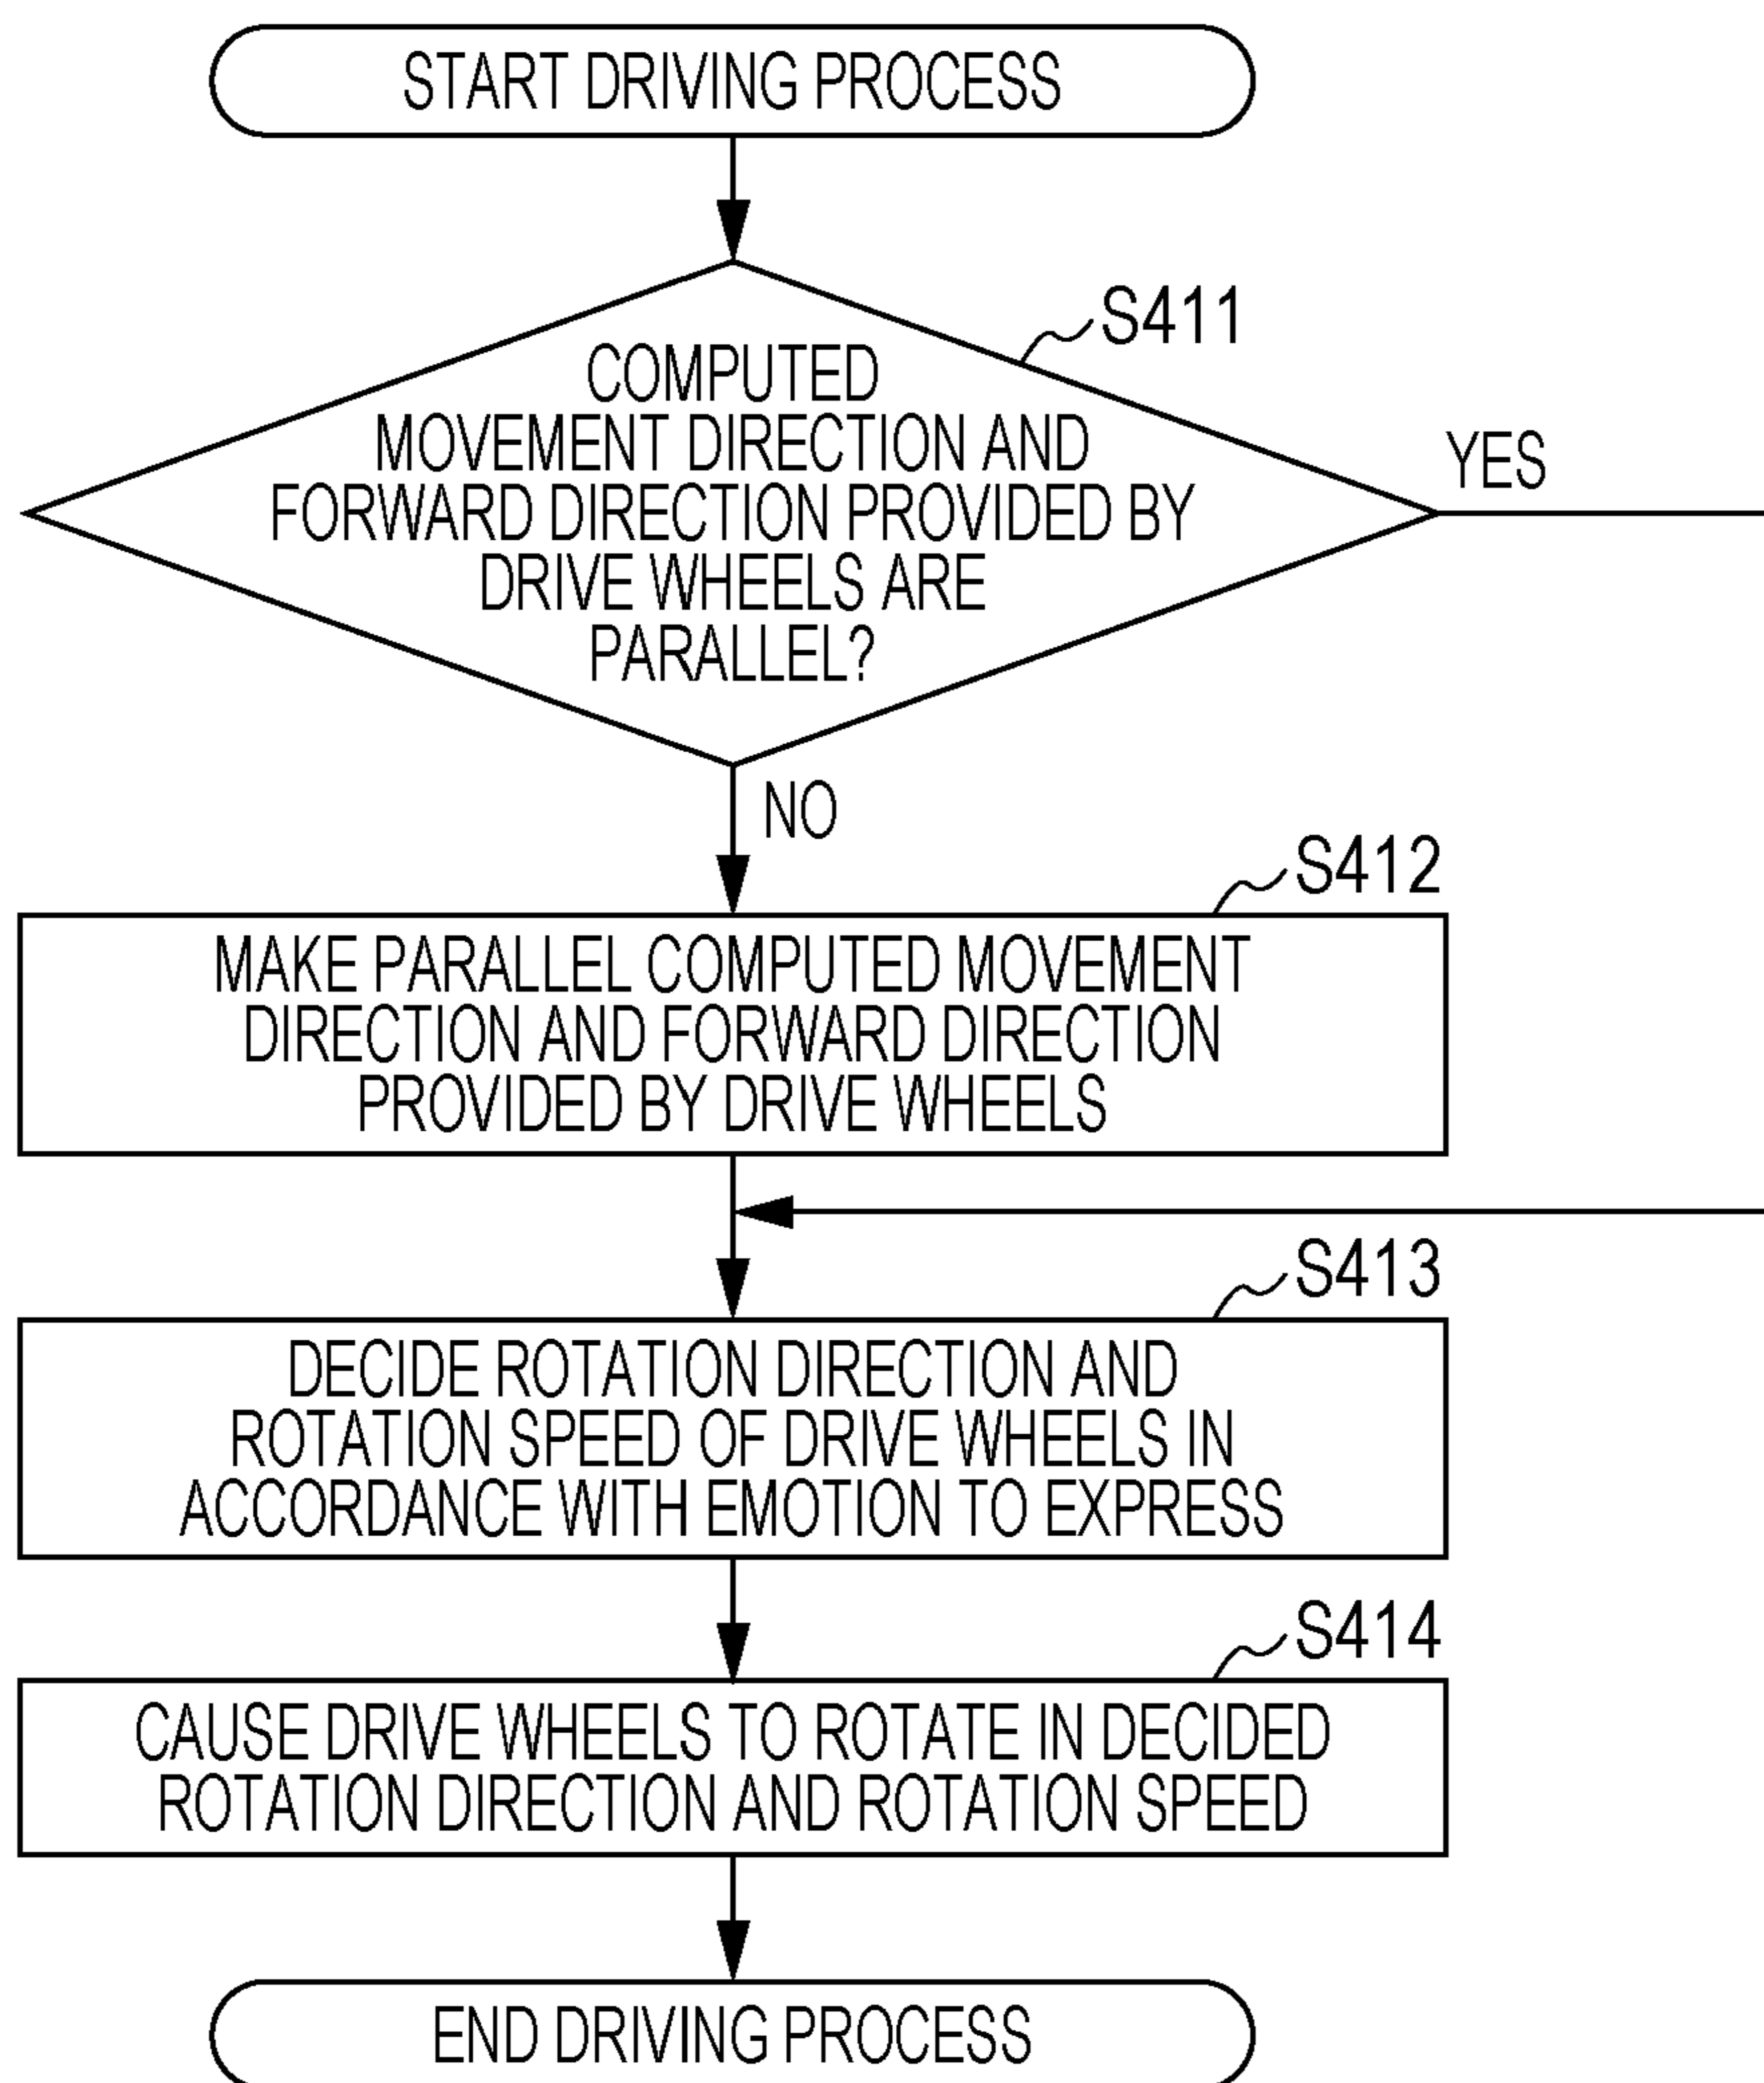 START DRIVING PROCESS
S411
COMPUTED
MOVEMENT DIRECTION AND
FORWARD DIRECTION PROVIDED BY
DRIVE WHEELS ARE
PARALLEL?
YES
NO
S412
MAKE PARALLEL COMPUTED MOVEMENT
DIRECTION AND FORWARD DIRECTION
PROVIDED BY DRIVE WHEELS
S413
DECIDE ROTATION DIRECTION AND
ROTATION SPEED OF DRIVE WHEELS IN
ACCORDANCE WITH EMOTION TO EXPRESS
S414
CAUSE DRIVE WHEELS TO ROTATE IN DECIDED
ROTATION DIRECTION AND ROTATION SPEED
END DRIVING PROCESS